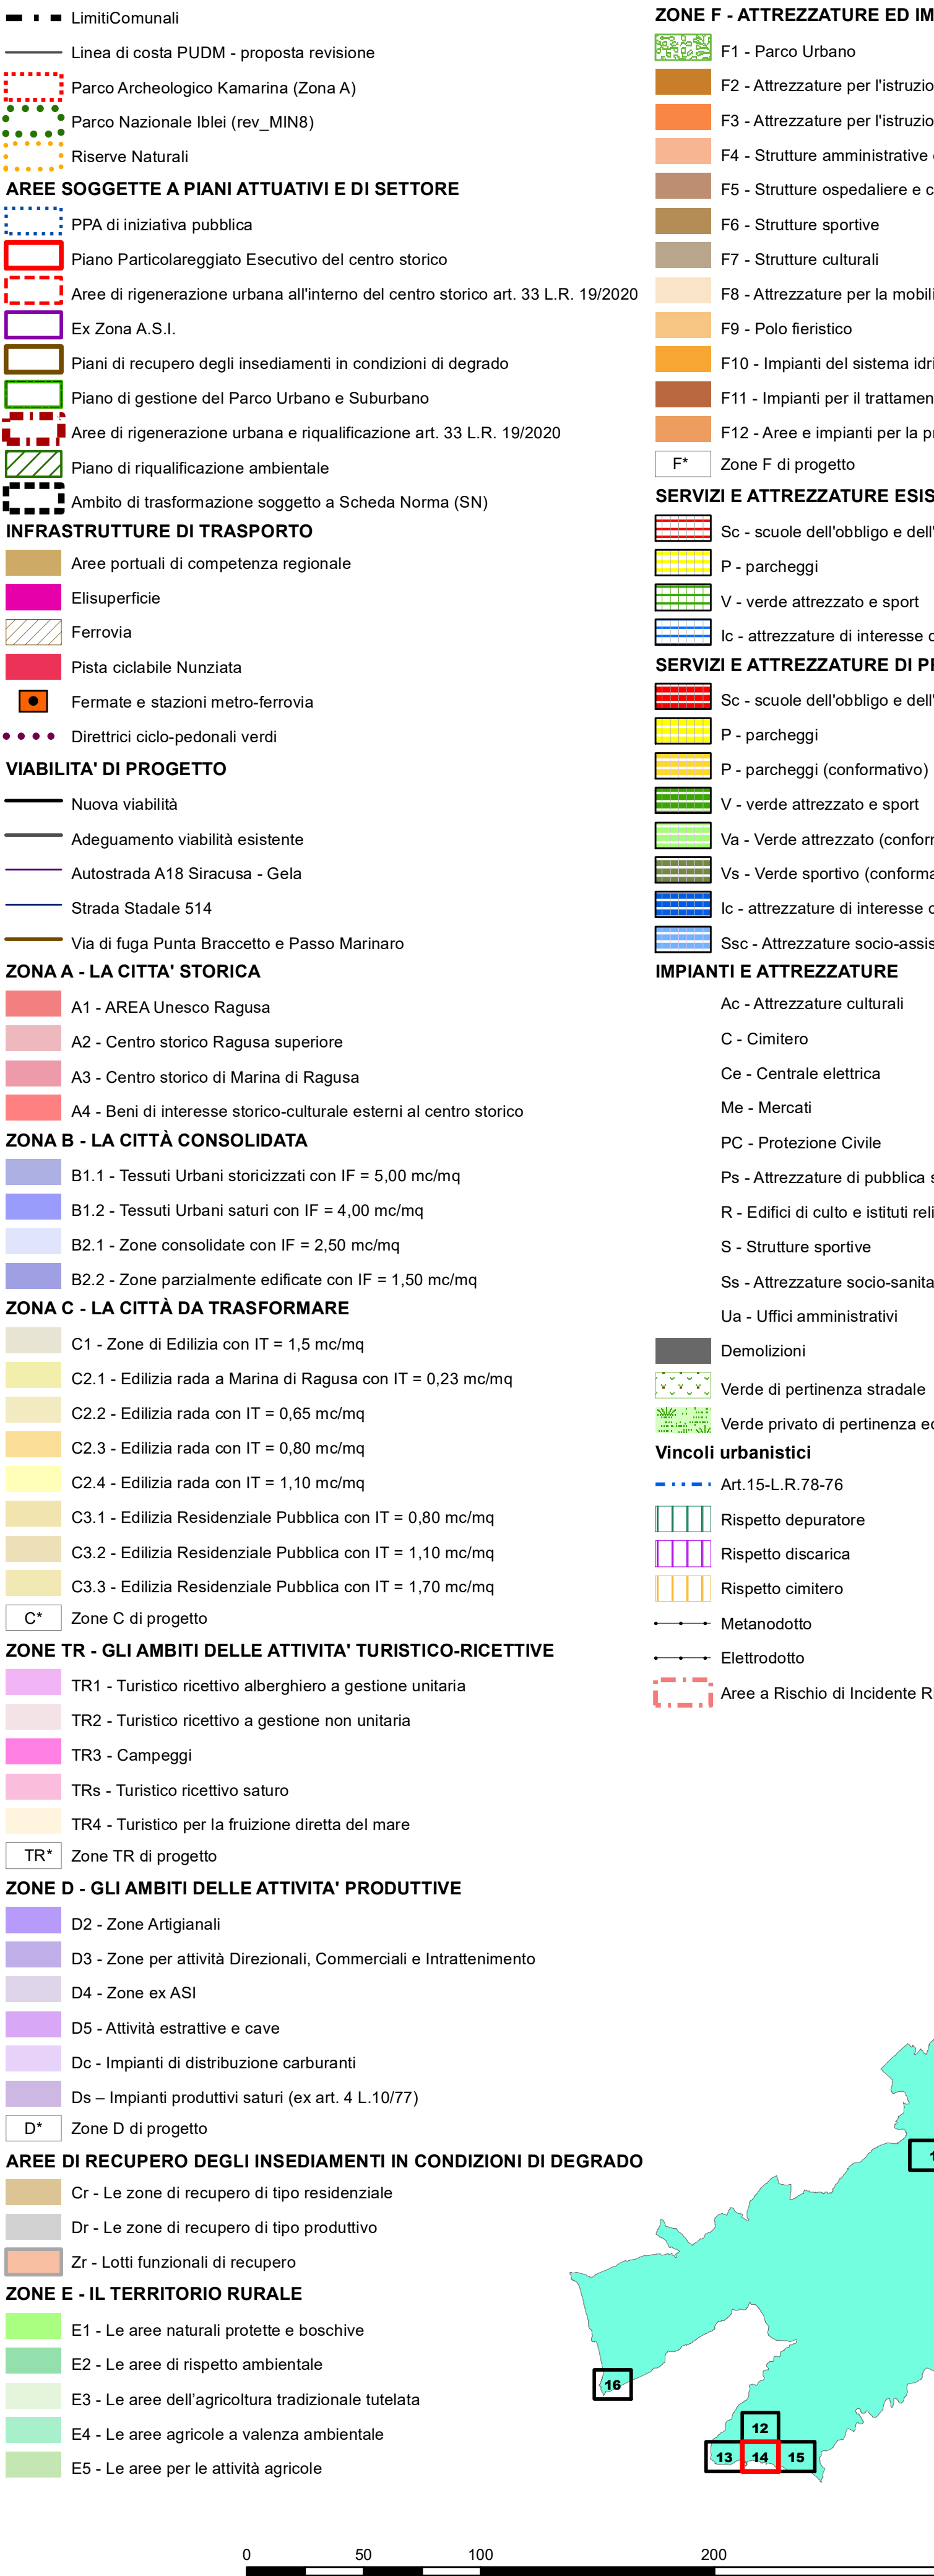 LimitiComunali
Linea di costa PUDM - proposta revisione
Parco Archeologico Kamarina (Zona A)
Parco Nazionale Iblei (rev_MIN8)
Riserve Naturali
AREE SOGGETTE A PIANI ATTUATIVI E DI SETTORE
PPA di iniziativa pubblica
Piano Particolareggiato Esecutivo del centro storico
Aree di rigenerazione urbana all'interno del centro storico art. 33 L.R. 19/2020
Ex Zona A.S.I.
Piani di recupero degli insediamenti in condizioni di degrado
Piano di gestione del Parco Urbano e Suburbano
Aree di rigenerazione urbana e riqualificazione art. 33 L.R. 19/2020
Piano di riqualificazione ambientale
Ambito di trasformazione soggetto a Scheda Norma (SN)
INFRASTRUTTURE DI TRASPORTO
Aree portuali di competenza regionale
Elisuperficie
Ferrovia
Pista ciclabile Nunziata
Fermate e stazioni metro-ferrovia
Direttrici ciclo-pedonali verdi
VIABILITA' DI PROGETTO
Nuova viabilità
Adeguamento viabilità esistente
Autostrada A18 Siracusa - Gela
Strada Stadale 514
Via di fuga Punta Braccetto e Passo Marinaro
ZONA A - LA CITTA' STORICA
A1 - AREA Unesco Ragusa
A2 - Centro storico Ragusa superiore
A3 - Centro storico di Marina di Ragusa
A4 - Beni di interesse storico-culturale esterni al centro storico
ZONA B - LA CITTÀ CONSOLIDATA
B1.1 - Tessuti Urbani storicizzati con IF = 5,00 mc/mq
B1.2 - Tessuti Urbani saturi con IF = 4,00 mc/mq
B2.1 - Zone consolidate con IF = 2,50 mc/mq
B2.2 - Zone parzialmente edificate con IF = 1,50 mc/mq
ZONA C - LA CITTÀ DA TRASFORMARE
C1 - Zone di Edilizia con IT = 1,5 mc/mq
C2.1 - Edilizia rada a Marina di Ragusa con IT = 0,23 mc/mq
C2.2 - Edilizia rada con IT = 0,65 mc/mq
C2.3 - Edilizia rada con IT = 0,80 mc/mq
C2.4 - Edilizia rada con IT = 1,10 mc/mq
C3.1 - Edilizia Residenziale Pubblica con IT = 0,80 mc/mq
C3.2 - Edilizia Residenziale Pubblica con IT = 1,10 mc/mq
C3.3 - Edilizia Residenziale Pubblica con IT = 1,70 mc/mq
C* Zone C di progetto
ZONE TR - GLI AMBITI DELLE ATTIVITA' TURISTICO-RICETTIVE
TR1 - Turistico ricettivo alberghiero a gestione unitaria
TR2 - Turistico ricettivo a gestione non unitaria
TR3 - Campeggi
TRs - Turistico ricettivo saturo
TR4 - Turistico per la fruizione diretta del mare
TR* Zone TR di progetto
ZONE D - GLI AMBITI DELLE ATTIVITA' PRODUTTIVE
D2 - Zone Artigianali
D3 - Zone per attività Direzionali, Commerciali e Intrattenimento
D4 - Zone ex ASI
D5 - Attività estrattive e cave
Dc - Impianti di distribuzione carburanti
Ds – Impianti produttivi saturi (ex art. 4 L.10/77)
D* Zone D di progetto
AREE DI RECUPERO DEGLI INSEDIAMENTI IN CONDIZIONI DI DEGRADO
Cr - Le zone di recupero di tipo residenziale
Dr - Le zone di recupero di tipo produttivo
Zr - Lotti funzionali di recupero
ZONE E - IL TERRITORIO RURALE
E1 - Le aree naturali protette e boschive
E2 - Le aree di rispetto ambientale
E3 - Le aree dell'agricoltura tradizionale tutelata
E4 - Le aree agricole a valenza ambientale
E5 - Le aree per le attività agricole
ZONE F - ATTREZZATURE ED IM
F1 - Parco Urbano
F2 - Attrezzature per l'istruzio
F3 - Attrezzature per l'istruzio
F4 - Strutture amministrative
F5 - Strutture ospedaliere e c
F6 - Strutture sportive
F7 - Strutture culturali
F8 - Attrezzature per la mobili
F9 - Polo fieristico
F10 - Impianti del sistema idri
F11 - Impianti per il trattamen
F12 - Aree e impianti per la p
F* Zone F di progetto
SERVIZI E ATTREZZATURE ESIS
Sc - scuole dell'obbligo e dell'
P - parcheggi
V - verde attrezzato e sport
Ic - attrezzature di interesse c
SERVIZI E ATTREZZATURE DI P
Sc - scuole dell'obbligo e dell'
P - parcheggi
P - parcheggi (conformativo)
V - verde attrezzato e sport
Va - Verde attrezzato (confor
Vs - Verde sportivo (conforma
Ic - attrezzature di interesse c
Ssc - Attrezzature socio-assis
IMPIANTI E ATTREZZATURE
Ac - Attrezzature culturali
C - Cimitero
Ce - Centrale elettrica
Me - Mercati
PC - Protezione Civile
Ps - Attrezzature di pubblica s
R - Edifici di culto e istituti reli
S - Strutture sportive
Ss - Attrezzature socio-sanita
Ua - Uffici amministrativi
Demolizioni
Verde di pertinenza stradale
Verde privato di pertinenza ec
Vincoli urbanistici
Art.15-L.R.78-76
Rispetto depuratore
Rispetto discarica
Rispetto cimitero
Metanodotto
Elettrodotto
Aree a Rischio di Incidente R
1
16
12
13 14 15
0 50 100 200